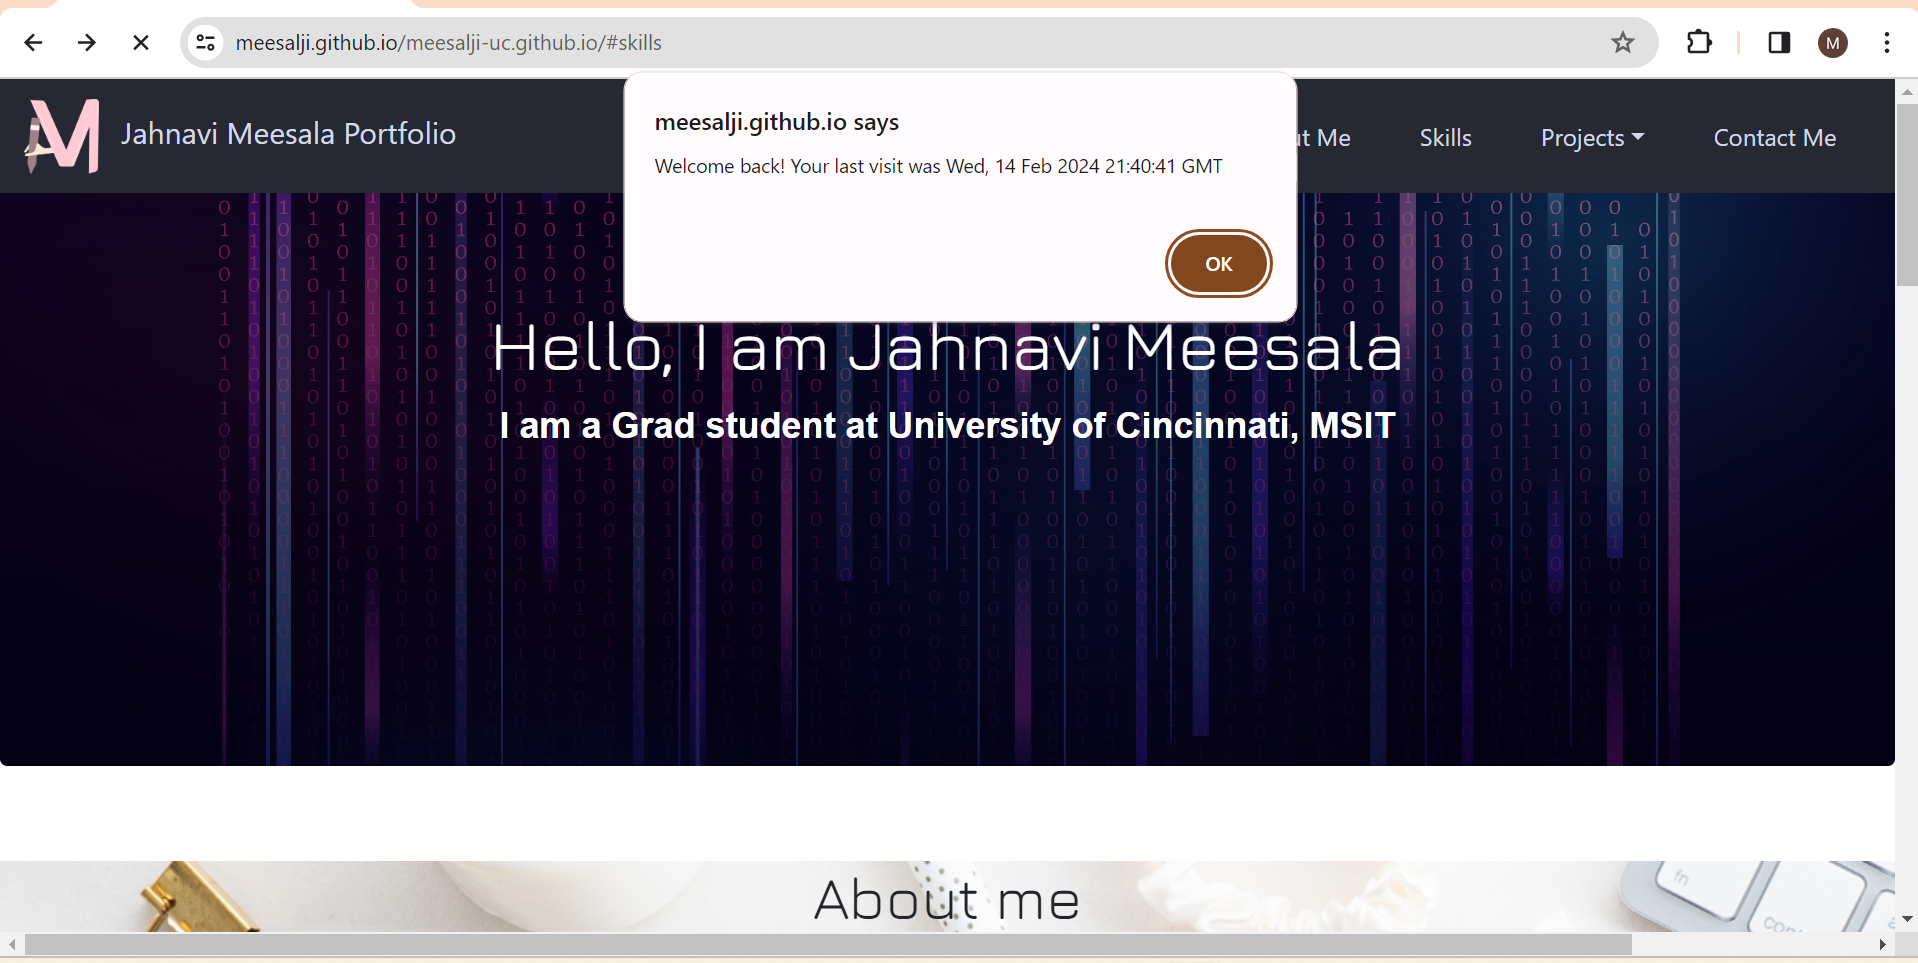 meesalji.github.io/meesalji-uc.github.io/#skills
M
M
Jahnavi Meesala Portfolio
ut Me
Skills
Projects
Contact Me
meesalji.github.io says
Welcome back! Your last visit was Wed, 14 Feb 2024 21:40:41 GMT
OK
Hello, I am Jahnavi Meesala
I am a Grad student at University of Cincinnati, MSIT
About me
fn